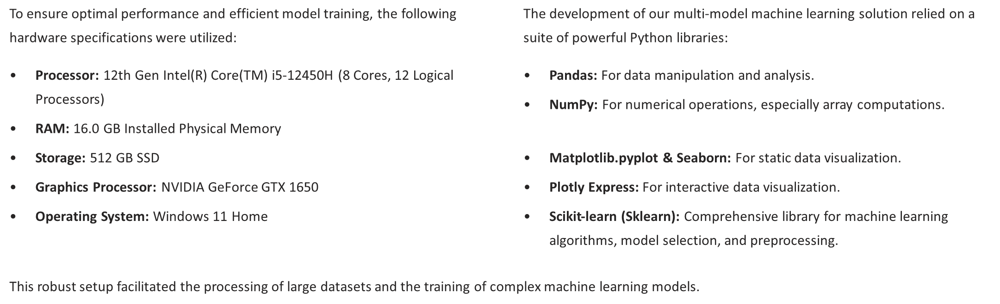 To ensure optimal performance and efficient model training, the following
hardware specifications were utilized:
• Processor: 12th Gen Intel(R) Core(TM) i5-12450H (8 Cores, 12 Logical
Processors)
• RAM: 16.0 GB Installed Physical Memory
• Storage: 512 GB SSD
• Graphics Processor: NVIDIA GeForce GTX 1650
• Operating System: Windows 11 Home
The development of our multi-model machine learning solution relied on a
suite of powerful Python libraries:
• Pandas: For data manipulation and analysis.
• NumPy: For numerical operations, especially array computations.
• Matplotlib.pyplot & Seaborn: For static data visualization.
• Plotly Express: For interactive data visualization.
• Scikit-learn (Sklearn): Comprehensive library for machine learning
algorithms, model selection, and preprocessing.
This robust setup facilitated the processing of large datasets and the training of complex machine learning models.